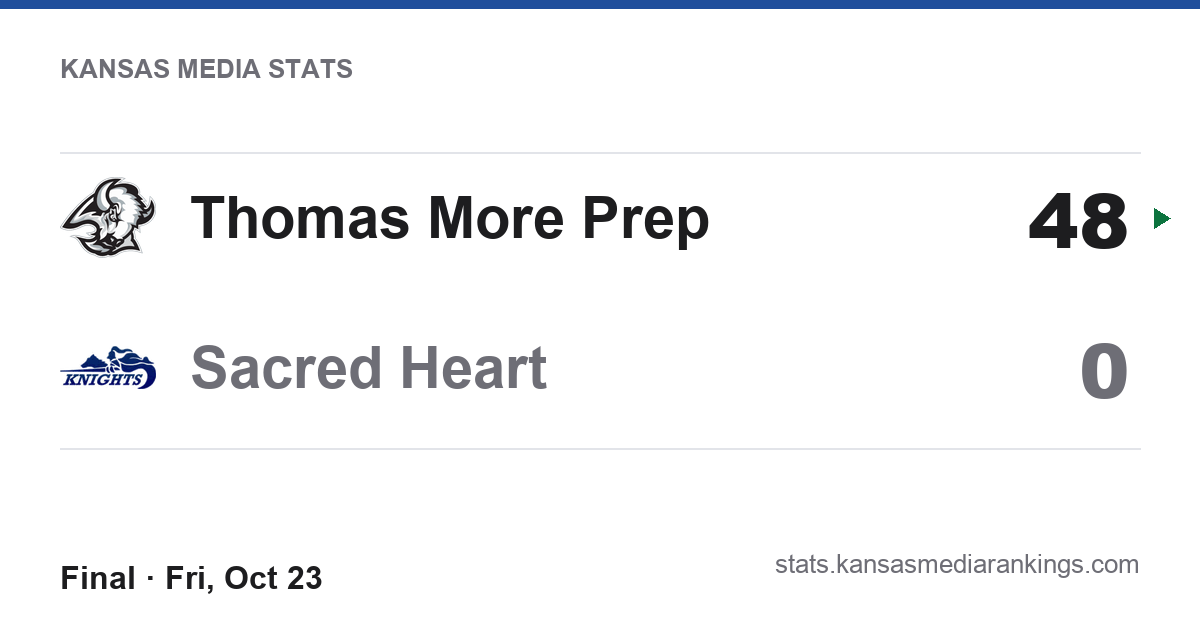 KANSAS MEDIA STATS
Thomas More Prep 48
KNIGHTS
Sacred Heart 0
Final · Fri, Oct 23
stats.kansasmediarankings.com